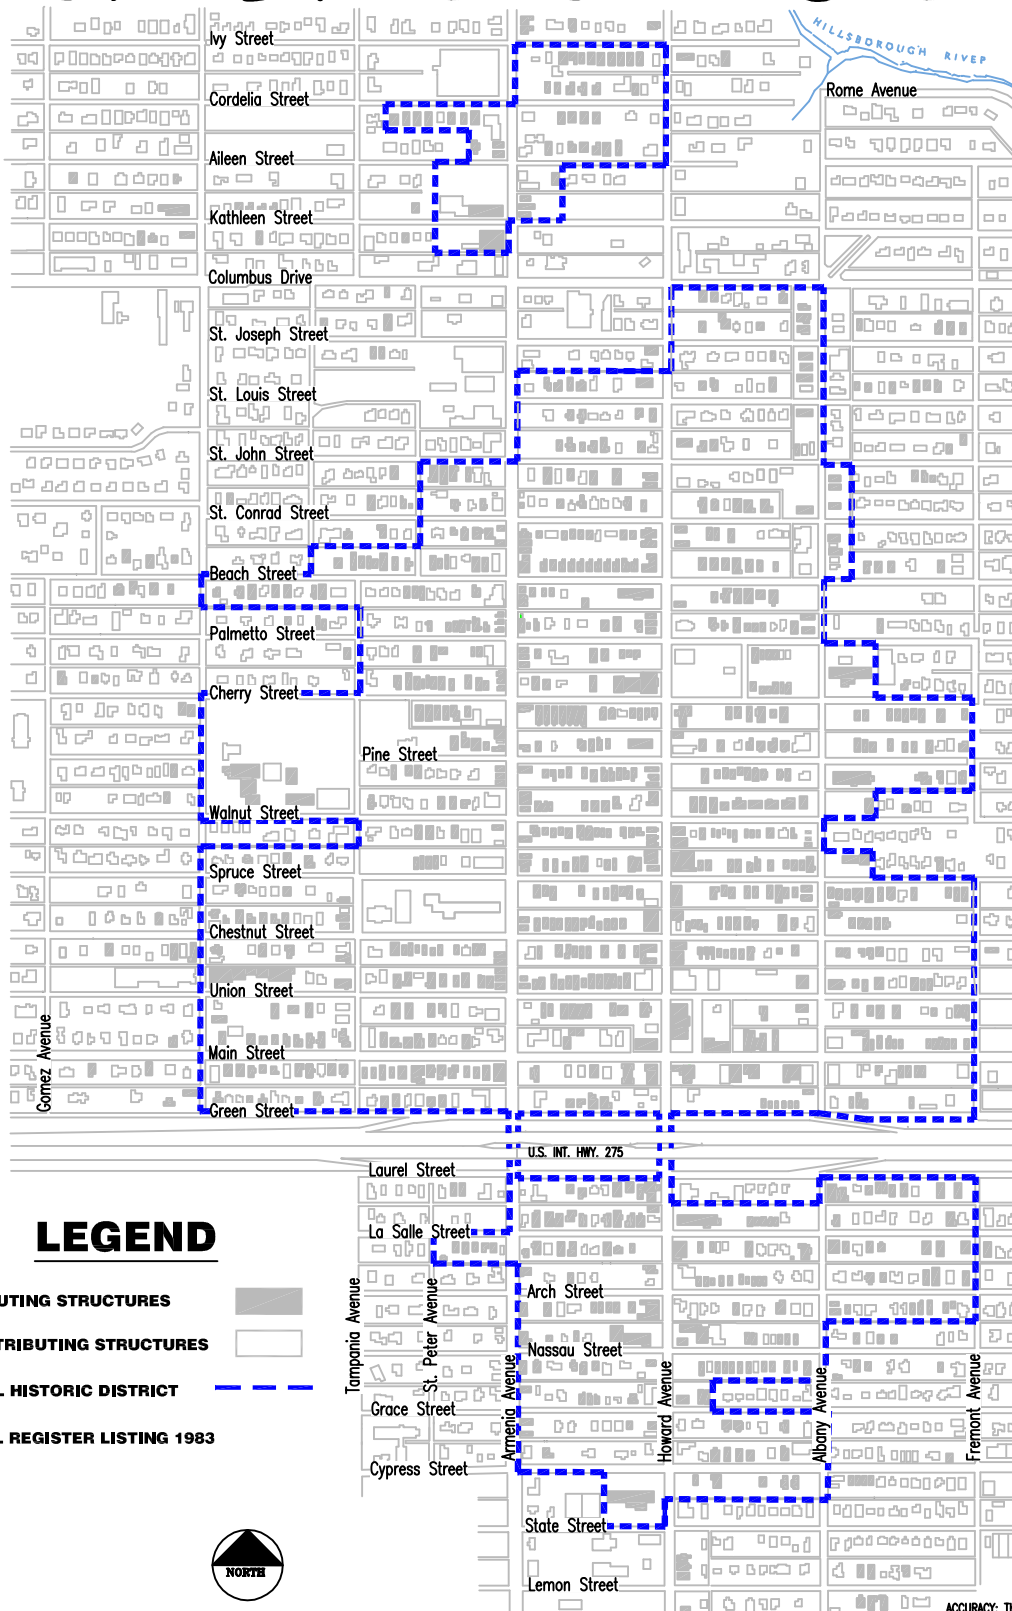 Ivy Street
HILLSBOROUGH RIVER
Rome Avenue
Cordelia Street
Aileen Street
Kathleen Street
Columbus Drive
St. Joseph Street
St. Louis Street
St. John Street
St. Conrad Street
Beach Street
Palmetto Street
Cherry Street
Pine Street
Walnut Street
Spruce Street
Chestnut Street
Union Street
Gomez Avenue
Main Street
Green Street
U.S. INT. HWY. 275
Laurel Street
La Salle Street
LEGEND
UTING STRUCTURES
TRIBUTING STRUCTURES
L HISTORIC DISTRICT
L REGISTER LISTING 1983
Tampania Avenue
St. Peter Avenue
Armenia Avenue
Howard Avenue
Albany Avenue
Fremont Avenue
Arch Street
Nassau Street
Grace Street
Cypress Street
State Street
NORTH
Lemon Street
ACCURACY: TH